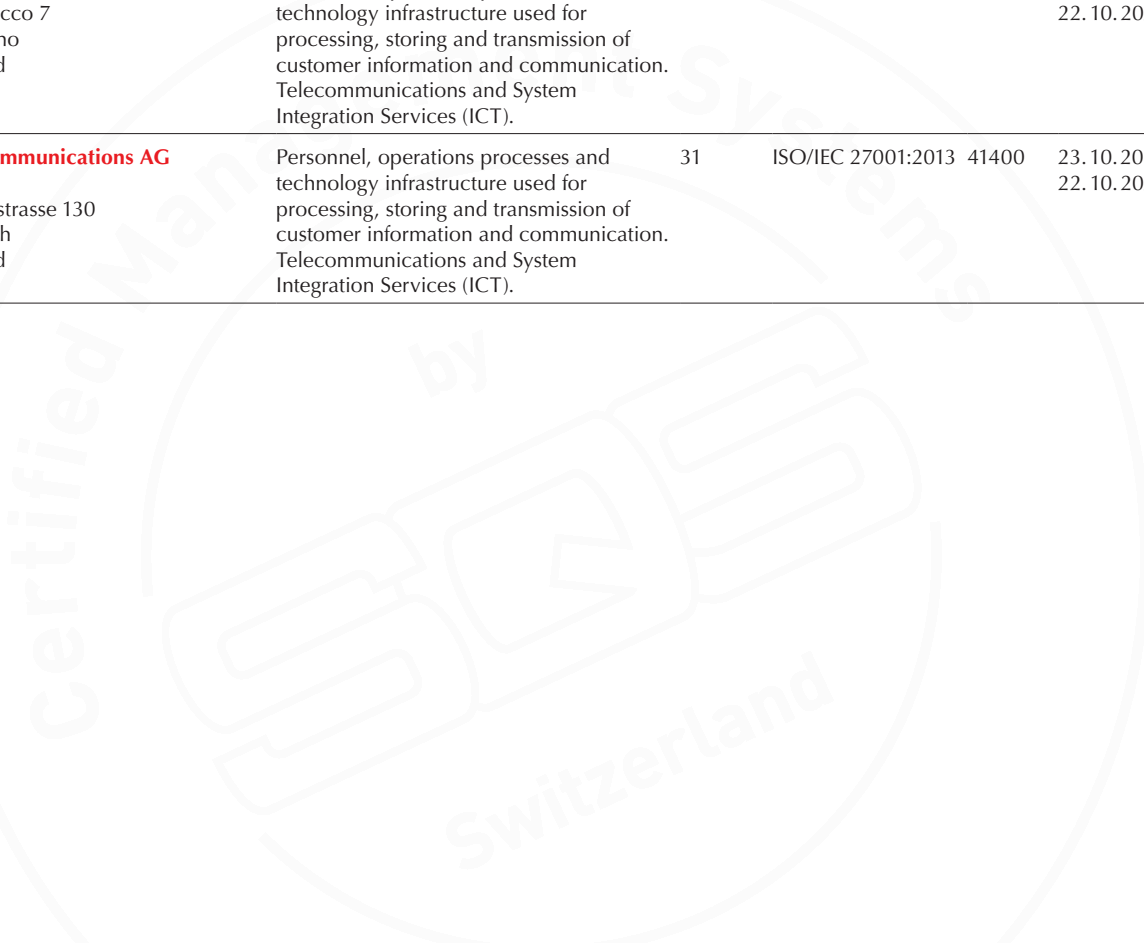 cco 7
no
d
technology infrastructure used for
processing, storing and transmission of
customer information and communication.
Telecommunications and System
Integration Services (ICT).
22.10.20
mmunications AG
strasse 130
h
d
Personnel, operations processes and
technology infrastructure used for
processing, storing and transmission of
customer information and communication.
Telecommunications and System
Integration Services (ICT).
31
ISO/IEC 27001:2013
41400
23.10.20
22.10.20
Certified Management Systems
by
SQS
Switzerland